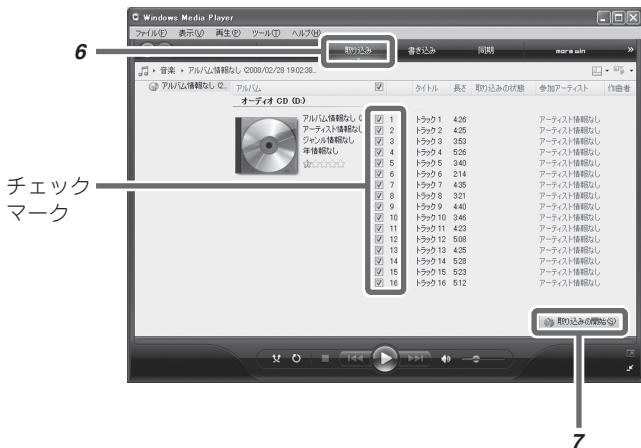 Windows Media Player
ファイル(F) 表示(V) 再生(P) ツール(T) ヘルプ(H)
6
取り込み 書き込み 同期 more win »
音楽 ▸ アルバム情報なし (2008/02/28 19:02:38...
アルバム情報なし (2... アルバム タイトル 長さ 取り込みの状態 参加アーティスト 作曲者
オーディオ CD (D:)
アルバム情報なし (2
アーティスト情報なし
ジャンル情報なし
年情報なし
1 トラック 1 4:26 アーティスト情報なし
2 トラック 2 4:25 アーティスト情報なし
3 トラック 3 3:53 アーティスト情報なし
4 トラック 4 5:26 アーティスト情報なし
5 トラック 5 3:40 アーティスト情報なし
6 トラック 6 2:14 アーティスト情報なし
7 トラック 7 4:35 アーティスト情報なし
8 トラック 8 3:21 アーティスト情報なし
9 トラック 9 4:40 アーティスト情報なし
10 トラック 10 3:46 アーティスト情報なし
11 トラック 11 4:23 アーティスト情報なし
12 トラック 12 5:08 アーティスト情報なし
13 トラック 13 4:25 アーティスト情報なし
14 トラック 14 5:28 アーティスト情報なし
15 トラック 15 5:23 アーティスト情報なし
16 トラック 16 5:12 アーティスト情報なし
チェック
マーク
取り込みの開始(S)
7